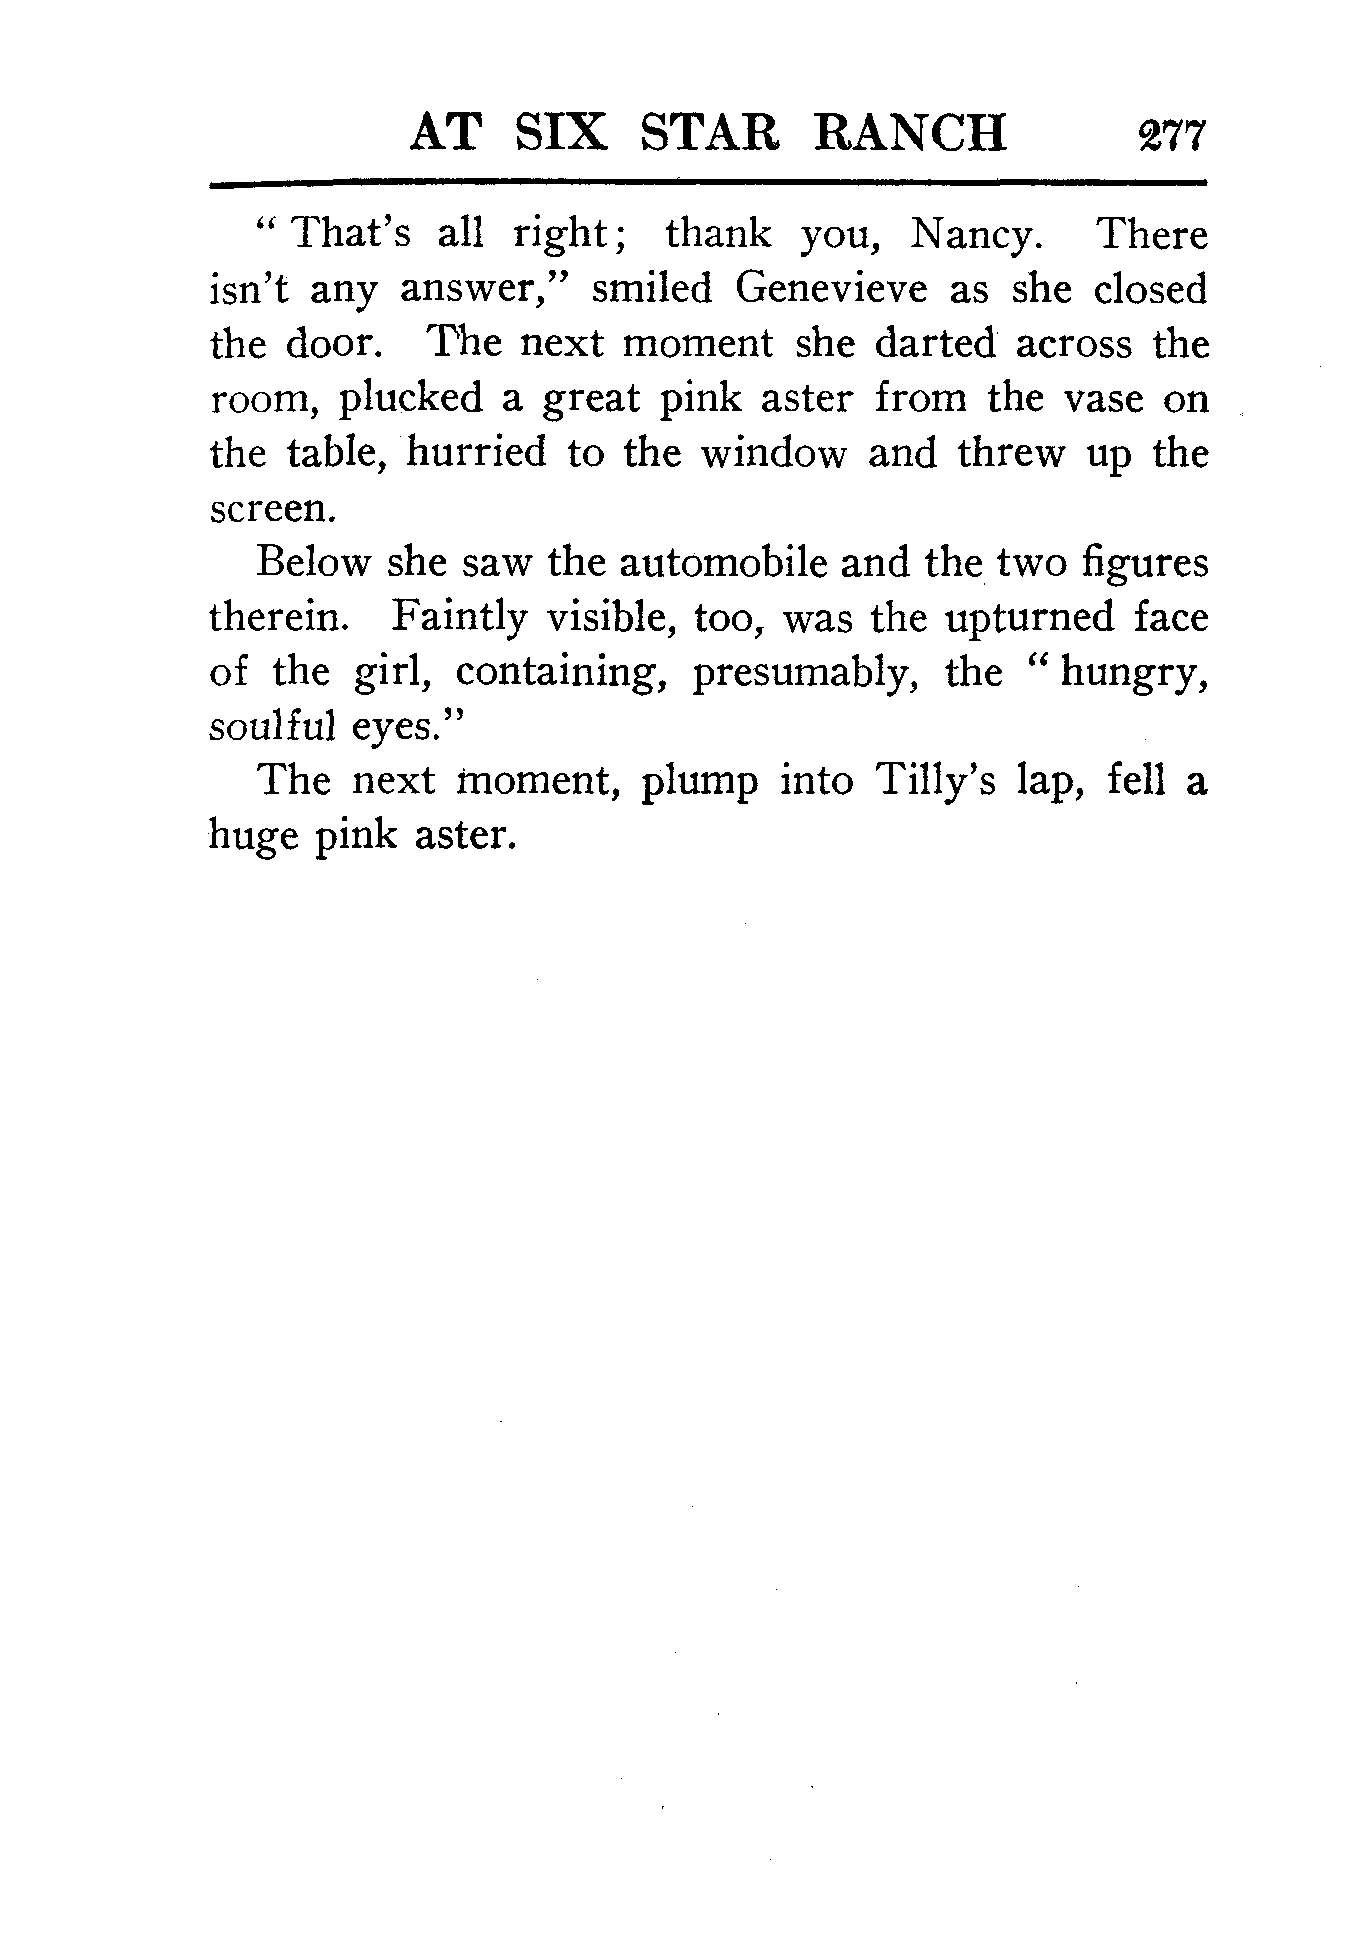 AT SIX STAR RANCH 277
“ That’s all right; thank you, Nancy. There
isn’t any answer,” smiled Genevieve as she closed
the door. The next moment she darted across the
room, plucked a great pink aster from the vase on
the table, hurried to the window and threw up the
screen.
Below she saw the automobile and the two figures
therein. Faintly visible, too, was the upturned face
of the girl, containing, presumably, the “ hungry,
soulful eyes.”
The next moment, plump into Tilly’s lap, fell a
huge pink aster.